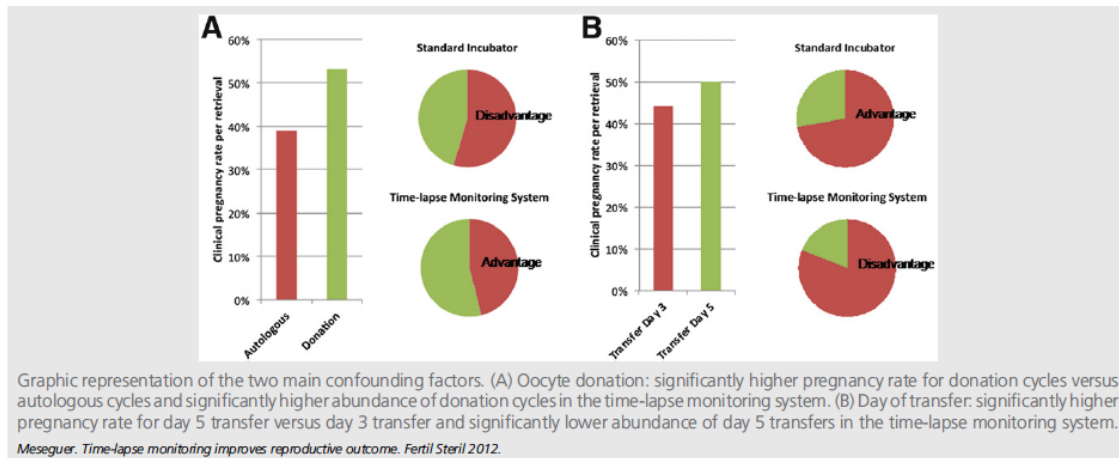 A
60%
50%
40%
30%
20%
10%
0%
Clinical pregnancy rate per retrieval
Autologous
Donation
Standard Incubator
Disadvantage
Time-lapse Monitoring System
Advantage
B
60%
50%
40%
30%
20%
10%
0%
Clinical pregnancy rate per retrieval
Transfer Day 3
Transfer Day 5
Standard Incubator
Advantage
Time-lapse Monitoring System
Disadvantage
Graphic representation of the two main confounding factors. (A) Oocyte donation: significantly higher pregnancy rate for donation cycles versus
autologous cycles and significantly higher abundance of donation cycles in the time-lapse monitoring system. (B) Day of transfer: significantly higher
pregnancy rate for day 5 transfer versus day 3 transfer and significantly lower abundance of day 5 transfers in the time-lapse monitoring system.
Meseguer. Time-lapse monitoring improves reproductive outcome. Fertil Steril 2012.